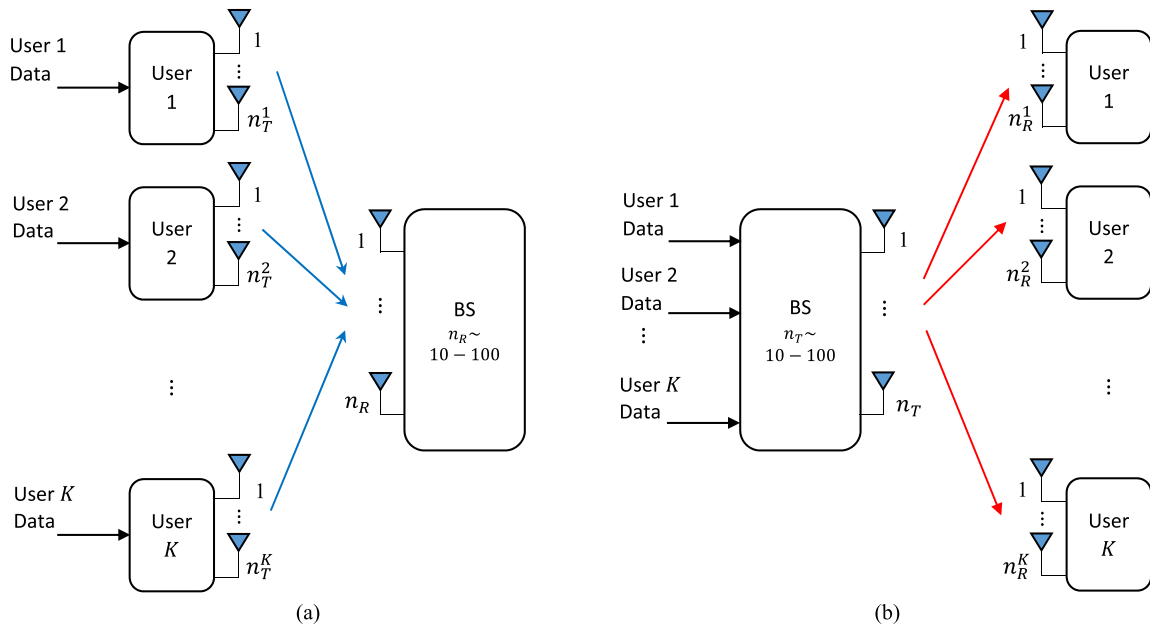 User 1
Data
User
1
1
⋮
n_T^1
User 2
Data
User
2
1
⋮
n_T^2
⋮
User K
Data
User
K
1
⋮
n_T^K
1
⋮
n_R
BS
n_R~
10 − 100
(a)
User 1
Data
User 2
Data
⋮
User K
Data
BS
n_T~
10 − 100
1
⋮
n_T
1
⋮
n_R^1
User
1
1
⋮
n_R^2
User
2
⋮
1
⋮
n_R^K
User
K
(b)